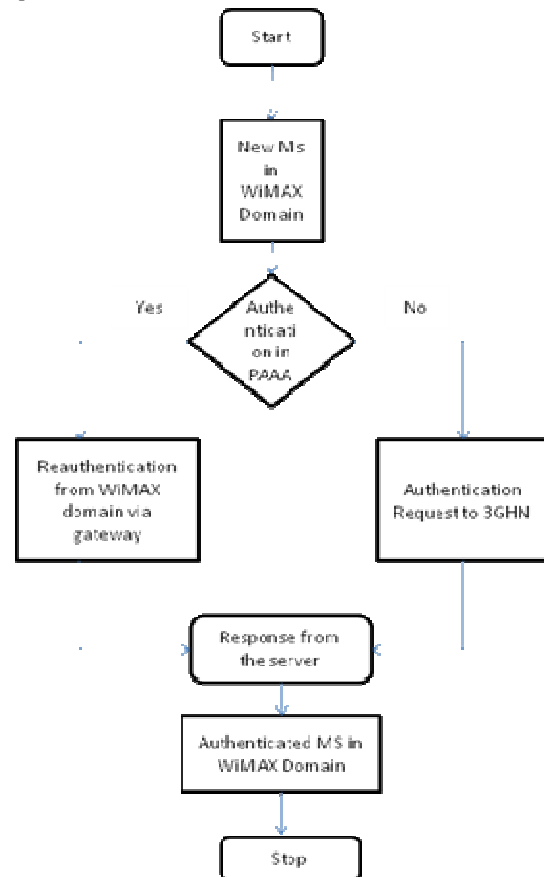 Start
New Ms
in
WiMAX
Domain
Yes
Authe
nticati
on in
PAAA
No
Reauthentication
from WiMAX
domain via
gateway
Authentication
Request to 3GHN
Response from
the server
Authenticated MS in
WiMAX Domain
Stop